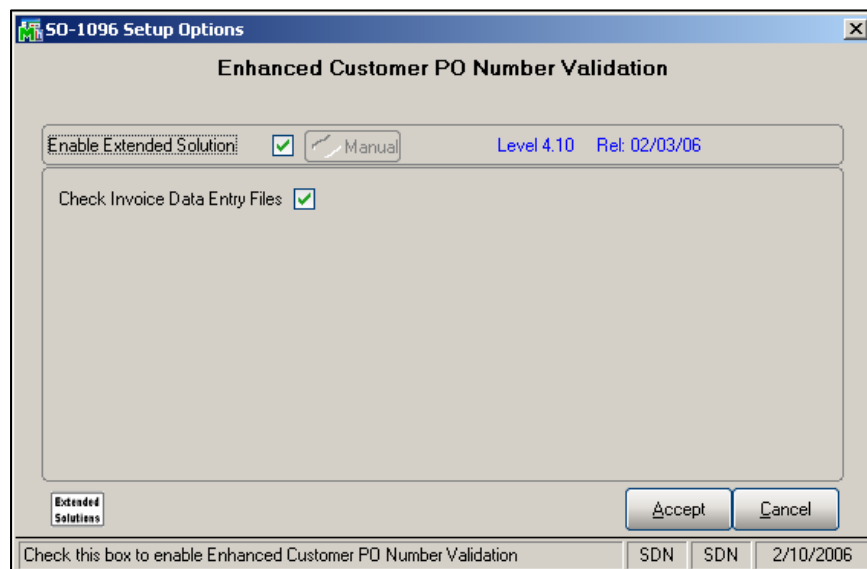 SO-1096 Setup Options
Enhanced Customer PO Number Validation
Enable Extended Solution Manual Level 4.10 Rel: 02/03/06
Check Invoice Data Entry Files
Extended
Solutions
Accept Cancel
Check this box to enable Enhanced Customer PO Number Validation SDN SDN 2/10/2006